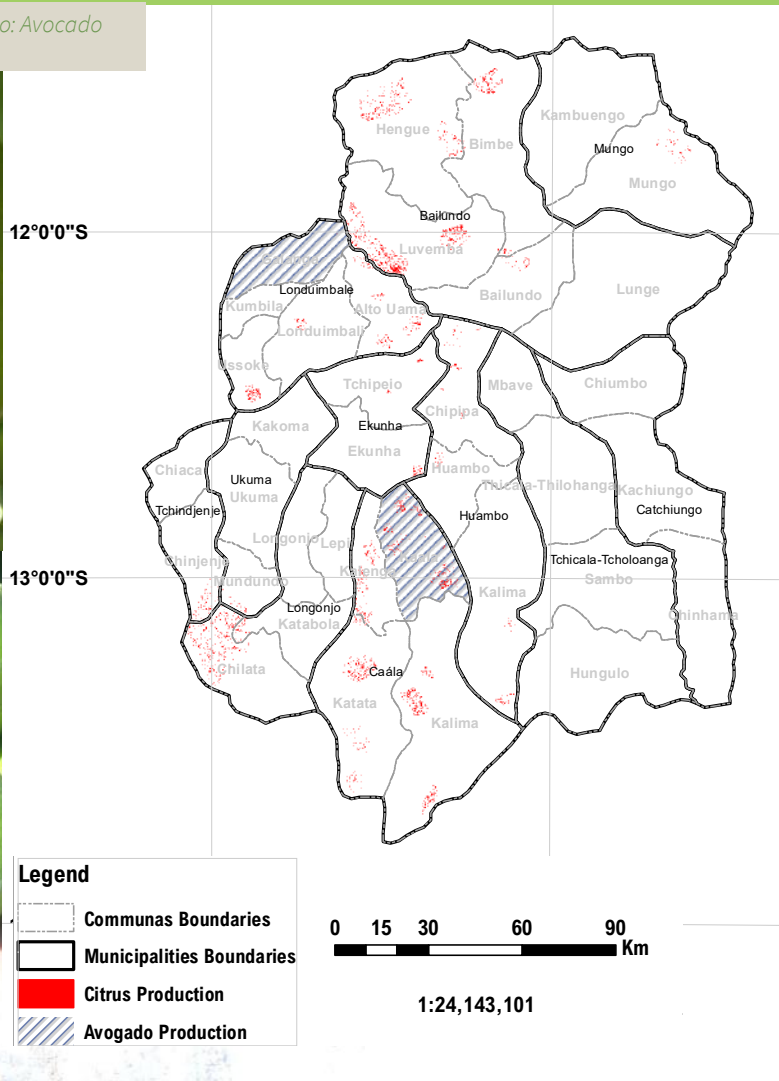 o: Avocado
Kambuengo
Hengue
Bimbe
Mungo
Mungo
Bailundo
12°0'0"S
Luvemba
Londuimbale
Lunge
Bailundo
Kumbila
Alto Uama
Londuimbali
Ussoke
Tchipeio
Mbave
Chiumbo
Chipipa
Kakoma
Ekunha
Ekunha
Chiaca
Huambo
Ukuma
Ukuma
Thicala-Thilohanga
Kachiungo
Tchindjenje
Huambo
Catchiungo
Longonjo
Lepi
Chinjenje
Kalenga
Tchicala-Tcholoanga
13°0'0"S
Mundundo
Sambo
Kalima
Longonjo
Katabola
Chinhama
Chilata
Caála
Hungulo
Katata
Kalima
Legend
Communas Boundaries
Municipalities Boundaries
Citrus Production
Avogado Production
0 15 30 60 90
Km
1:24,143,101